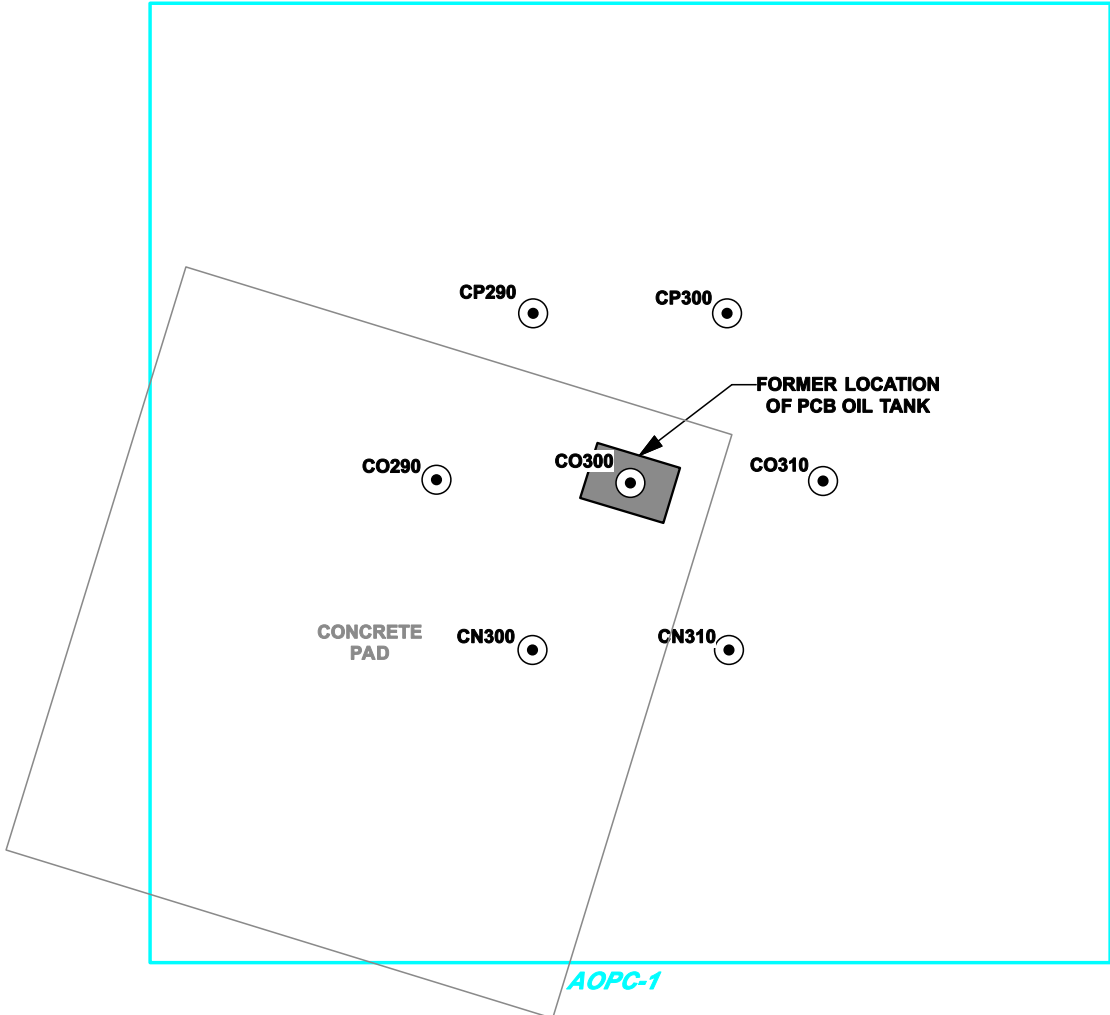 CP290
CP300
FORMER LOCATION
OF PCB OIL TANK
CO290
CO300
CO310
CONCRETE
PAD
CN300
CN310
AOPC-1